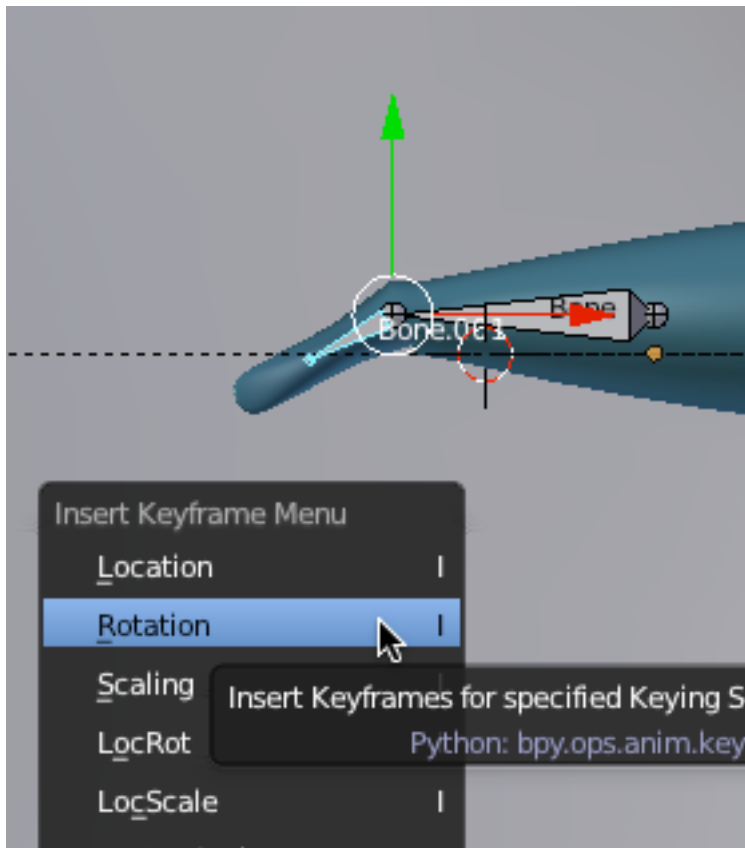 Bone
Bone.001
Insert Keyframe Menu
Location I
Rotation I
Scaling
LocRot
LocScale I
Insert Keyframes for specified Keying S
Python: bpy.ops.anim.key